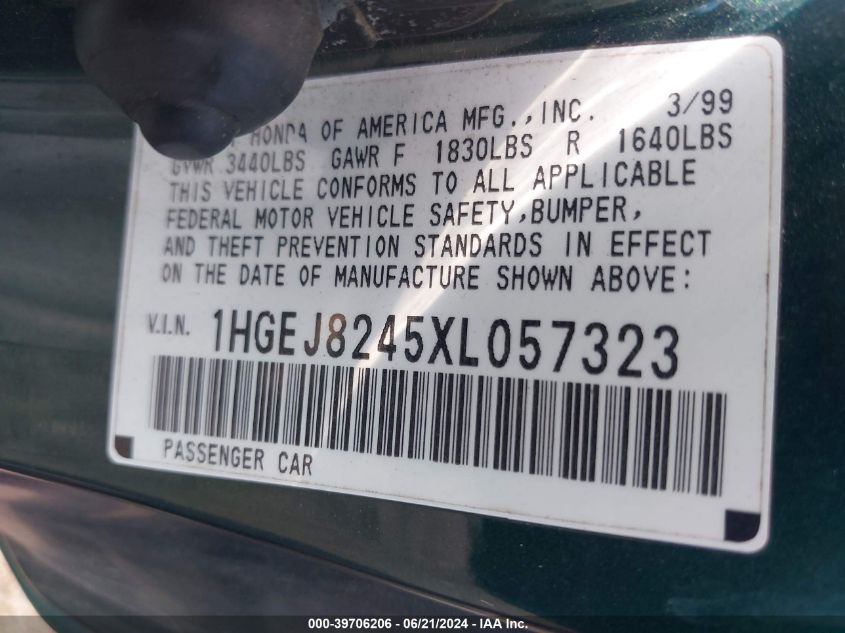 HONDA OF AMERICA MFG.,INC. 3/99
GVWR 3440LBS GAWR F 1830LBS R 1640LBS
THIS VEHICLE CONFORMS TO ALL APPLICABLE
FEDERAL MOTOR VEHICLE SAFETY,BUMPER,
AND THEFT PREVENTION STANDARDS IN EFFECT
ON THE DATE OF MANUFACTURE SHOWN ABOVE:
V.I.N. 1HGEJ8245XL057323
PASSENGER CAR
000-39706206 - 06/21/2024 - IAA Inc.